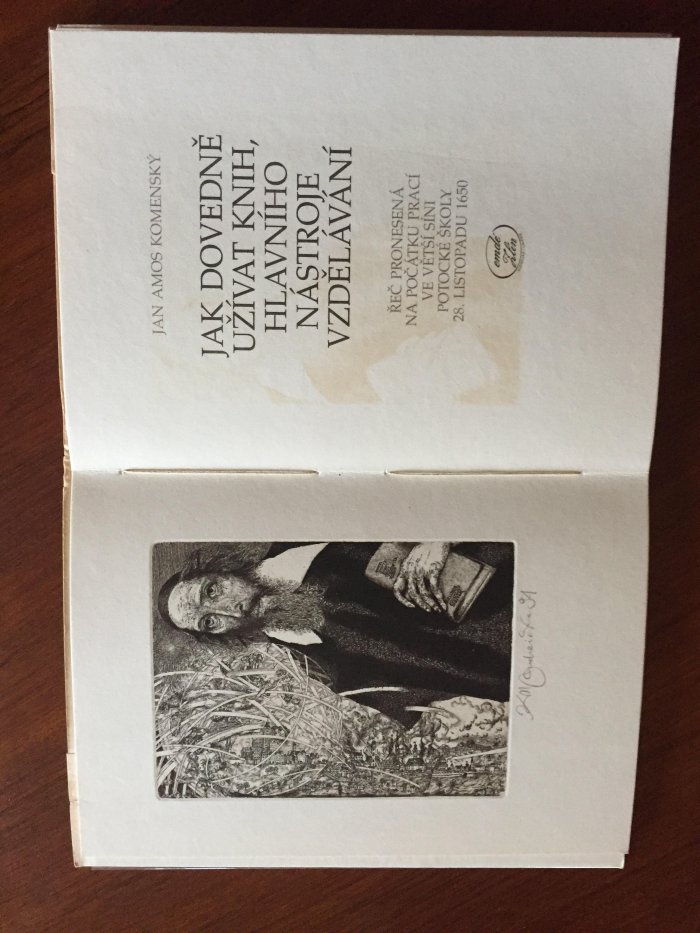 JAN AMOS KOMENSKÝ
JAK DOVEDNĚ
UŽÍVAT KNIH,
HLAVNÍHO
NÁSTROJE
VZDĚLÁVÁNÍ
ŘEČ PRONESENÁ
NA POČÁTKU PRACÍ
VE VĚTŠÍ SÍNI
POTOCKÉ ŠKOLY
28. LISTOPADU 1650